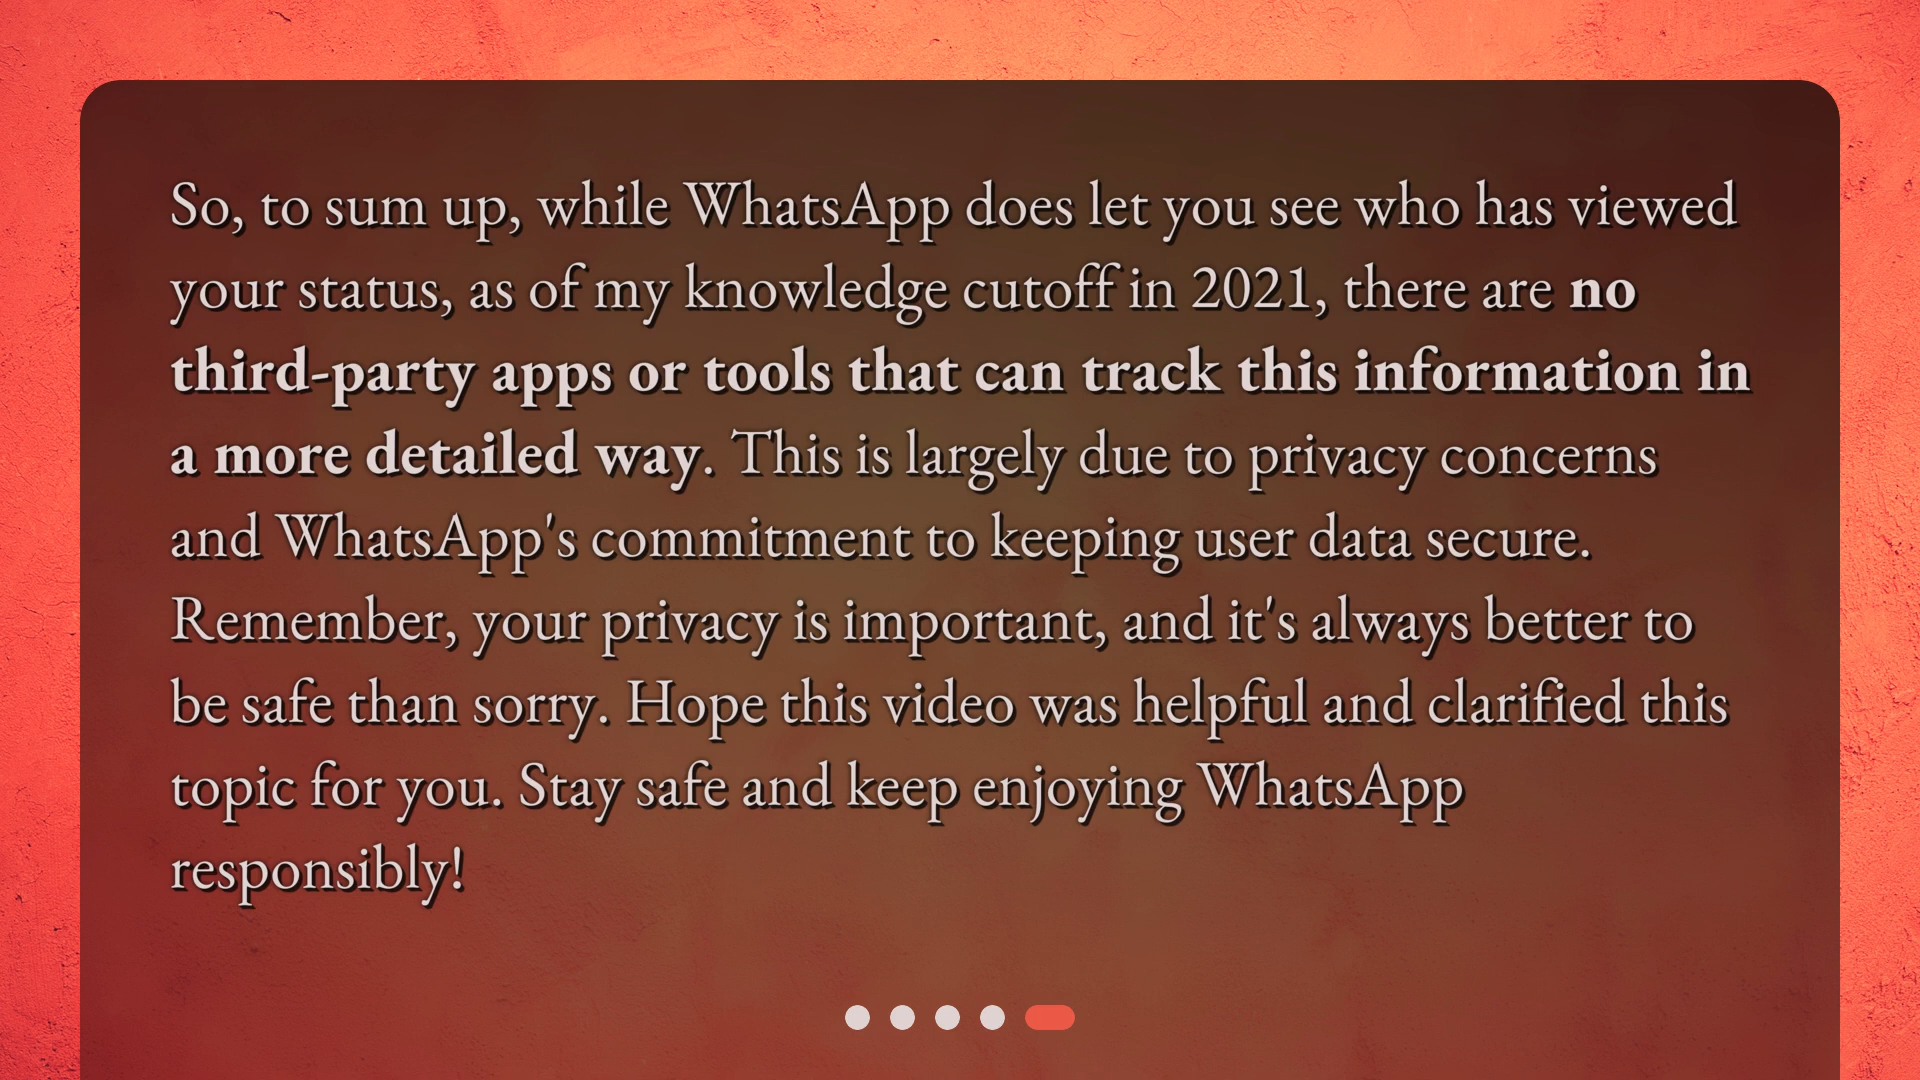 So, to sum up, while WhatsApp does let you see who has viewed
your status, as of my knowledge cutoff in 2021, there are no
third-party apps or tools that can track this information in
a more detailed way. This is largely due to privacy concerns
and WhatsApp's commitment to keeping user data secure.
Remember, your privacy is important, and it's always better to
be safe than sorry. Hope this video was helpful and clarified this
topic for you. Stay safe and keep enjoying WhatsApp
responsibly!